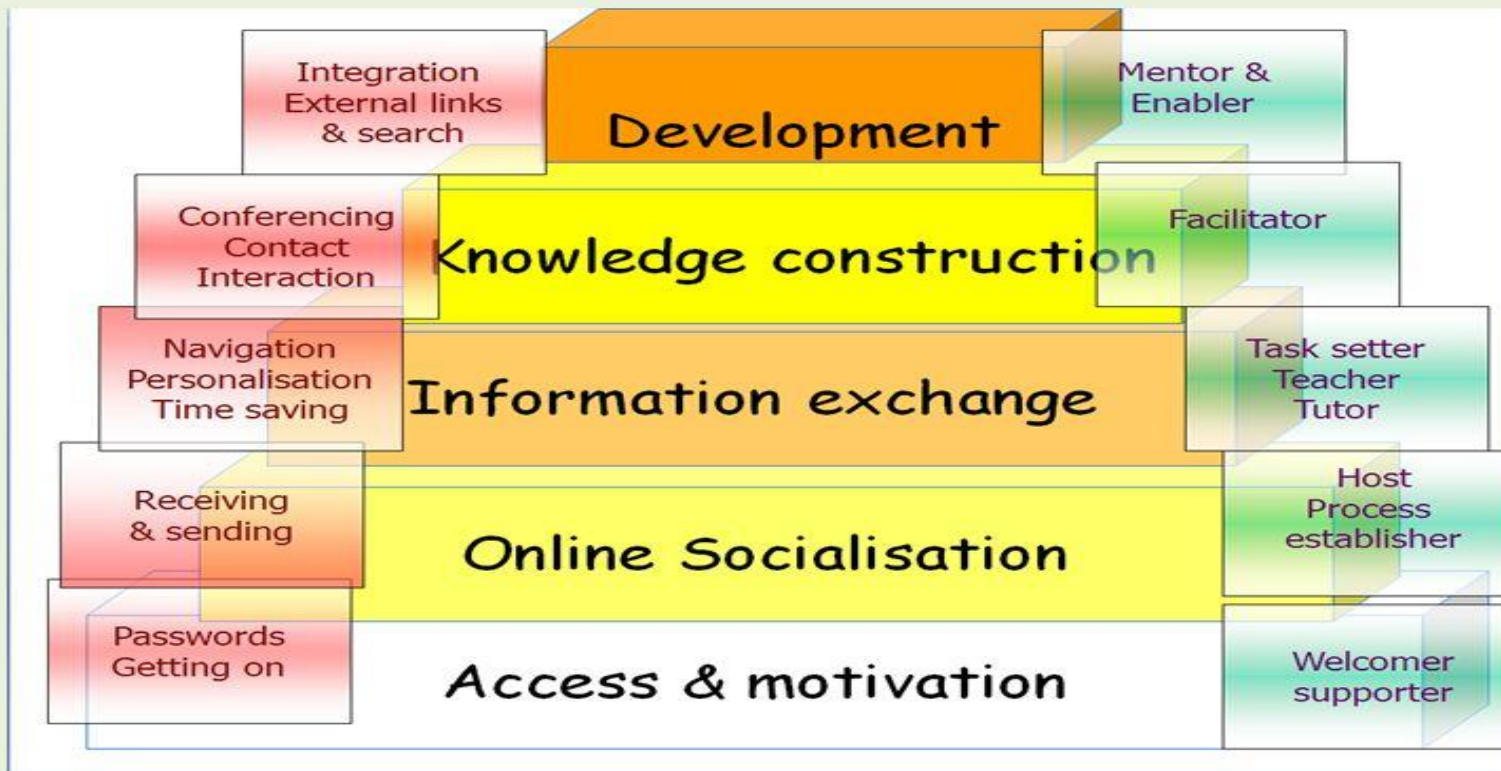 Integration
External links
& search
Development
Mentor &
Enabler
Conferencing
Contact
Interaction
Knowledge construction
Facilitator
Navigation
Personalisation
Time saving
Information exchange
Task setter
Teacher
Tutor
Receiving
& sending
Online Socialisation
Host
Process
establisher
Passwords
Getting on
Access & motivation
Welcomer
supporter